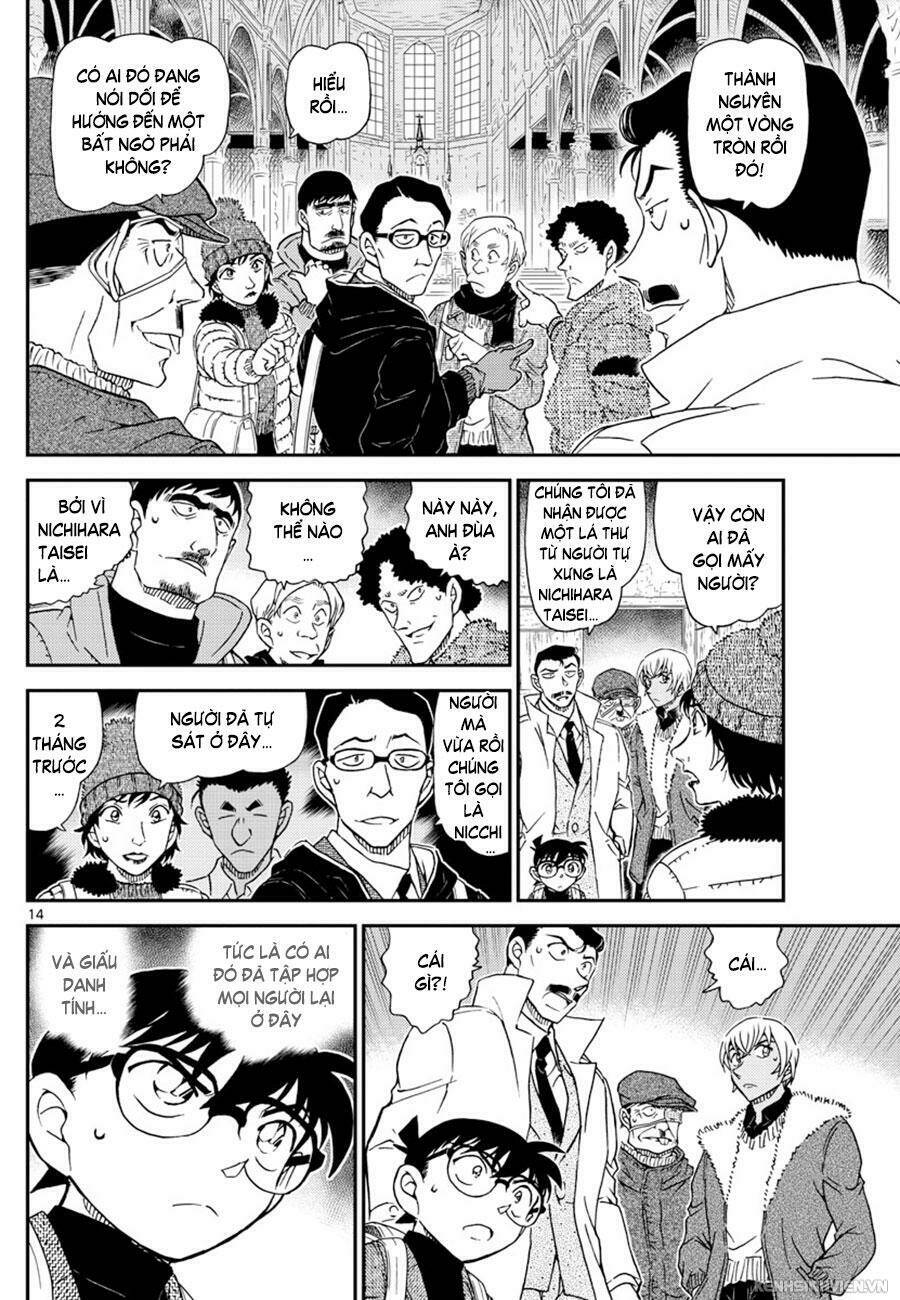 THÀNH
NGUYÊN
MỘT VÒNG
TRÒN RỒI
ĐÓ!
HIỂU
RỒI...
CÓ AI ĐÓ ĐANG
NÓI DỐI ĐỂ
HƯỚNG ĐẾN MỘT
BẤT NGỜ PHẢI
KHÔNG?
VẬY CÒN
AI ĐÃ
GỌI MẤY
NGƯỜI?
CHÚNG TÔI ĐÃ
NHẬN ĐƯỢC
MỘT LÁ THƯ
TỪ NGƯỜI TỰ
XƯNG LÀ
NICHIHARA
TAISEI...
NÀY NÀY,
ANH ĐÙA
À?
KHÔNG
THỂ NÀO
...
BỞI VÌ
NICHIHARA
TAISEI
LÀ...
NGƯỜI
MÀ
VỪA RỒI
CHÚNG
TÔI GỌI
LÀ
NICCHI
NGƯỜI ĐÃ TỰ
SÁT Ở ĐÂY...
2
THÁNG
TRƯỚC
...
14
CÁI...
CÁI
GÌ?!
TỨC LÀ CÓ AI
ĐÓ ĐÃ TẬP HỢP
MỌI NGƯỜI LẠI
Ở ĐÂY
VÀ GIẤU
DANH
TÍNH...
KENHSINHVIEN.VN